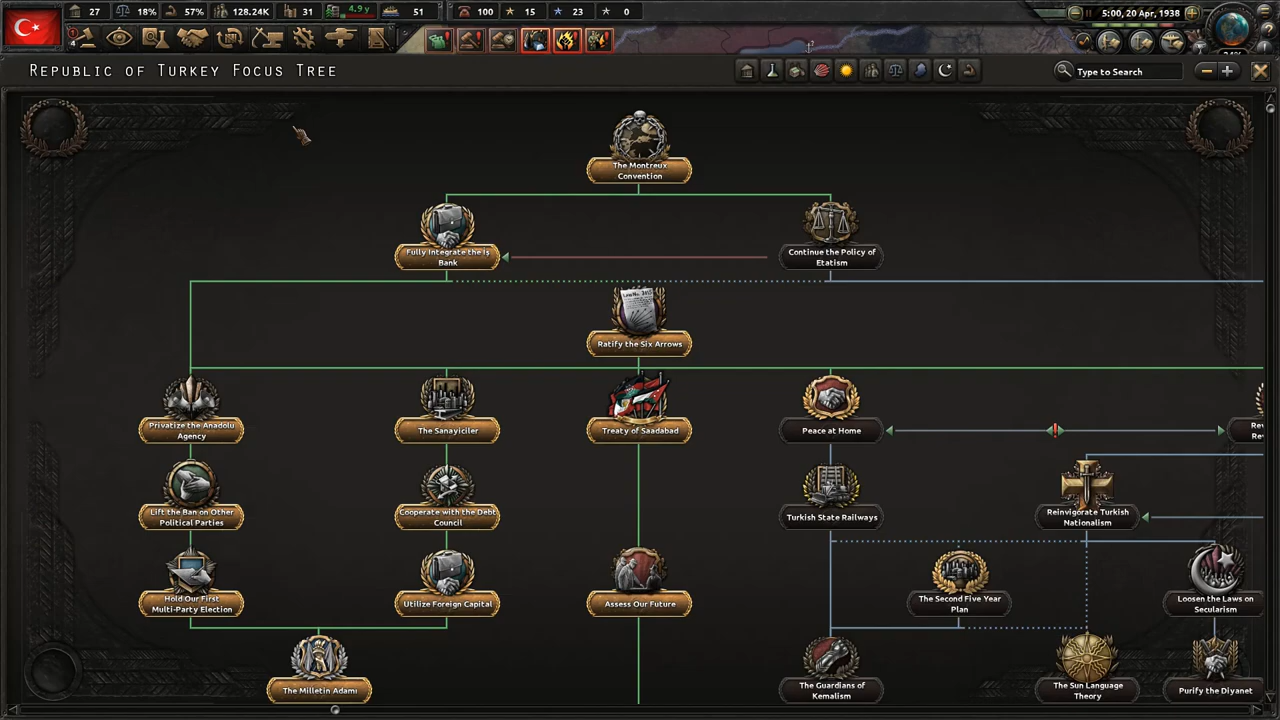 27 18% 57% 128.24K 31 4.9 y 51 100 15 23 0 5:00, 20 Apr, 1938
Republic of Turkey Focus Tree
Type to Search
The Montreux
Convention
Fully Integrate the İş
Bank
Continue the Policy of
Etatism
Ratify the Six Arrows
Privatize the Anadolu
Agency
The Sanayiciler
Treaty of Saadabad
Peace at Home
Lift the Ban on Other
Political Parties
Cooperate with the Debt
Council
Turkish State Railways
Reinvigorate Turkish
Nationalism
Hold Our First
Multi-Party Election
Utilize Foreign Capital
Assess Our Future
The Second Five Year
Plan
Loosen the Laws on
Secularism
The Milletin Adamı
The Guardians of
Kemalism
The Sun Language
Theory
Purify the Diyanet